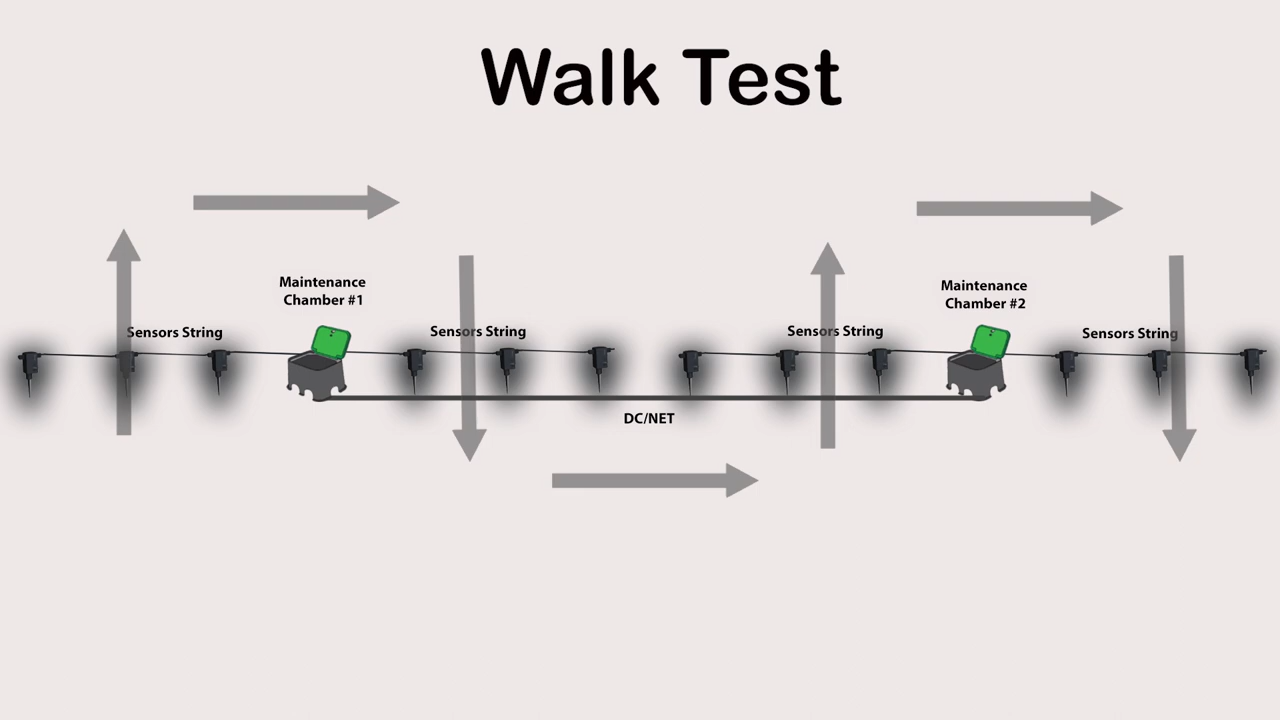 Walk Test
Maintenance
Chamber #1
Maintenance
Chamber #2
Sensors String
Sensors String
Sensors String
Sensors String
DC/NET